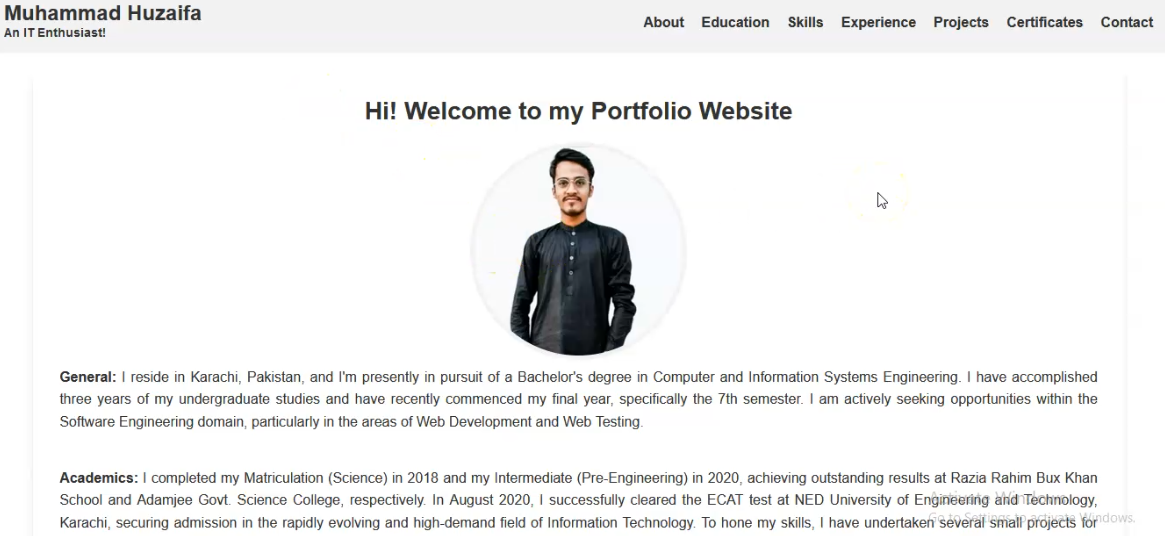 Muhammad Huzaifa
An IT Enthusiast!
About Education Skills Experience Projects Certificates Contact
Hi! Welcome to my Portfolio Website
General: I reside in Karachi, Pakistan, and I'm presently in pursuit of a Bachelor's degree in Computer and Information Systems Engineering. I have accomplished
three years of my undergraduate studies and have recently commenced my final year, specifically the 7th semester. I am actively seeking opportunities within the
Software Engineering domain, particularly in the areas of Web Development and Web Testing.
Academics: I completed my Matriculation (Science) in 2018 and my Intermediate (Pre-Engineering) in 2020, achieving outstanding results at Razia Rahim Bux Khan
School and Adamjee Govt. Science College, respectively. In August 2020, I successfully cleared the ECAT test at NED University of Engineering and Technology,
Karachi, securing admission in the rapidly evolving and high-demand field of Information Technology. To hone my skills, I have undertaken several small projects for
Activate Windows
Go to Settings to activate Windows.